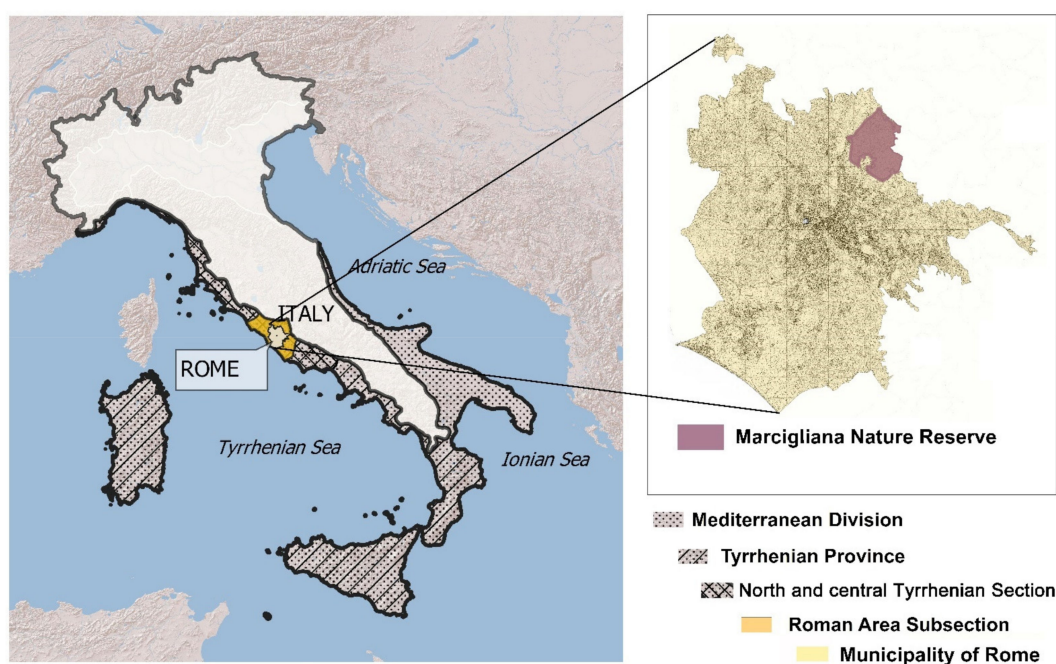 Adriatic Sea
ITALY
ROME
Tyrrhenian Sea
Ionian Sea
Marcigliana Nature Reserve
Mediterranean Division
Tyrrhenian Province
North and central Tyrrhenian Section
Roman Area Subsection
Municipality of Rome